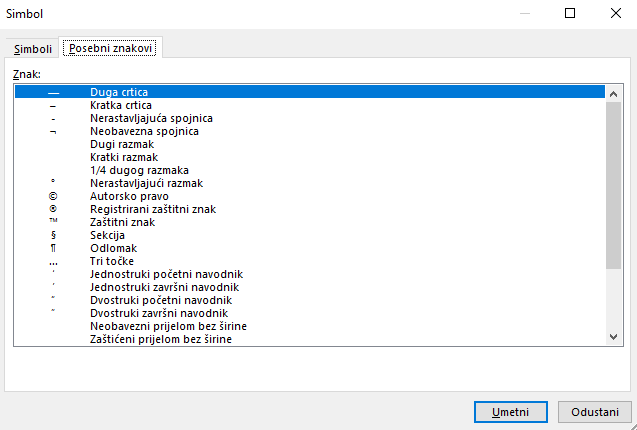 Simbol
Simboli Posebni znakovi
Znak:
— Duga crtica
– Kratka crtica
- Nerastavljajuća spojnica
¬ Neobavezna spojnica
Dugi razmak
Kratki razmak
1/4 dugog razmaka
° Nerastavljajući razmak
© Autorsko pravo
® Registrirani zaštitni znak
™ Zaštitni znak
§ Sekcija
¶ Odlomak
… Tri točke
‘ Jednostruki početni navodnik
’ Jednostruki završni navodnik
“ Dvostruki početni navodnik
” Dvostruki završni navodnik
Neobavezni prijelom bez širine
Zaštićeni prijelom bez širine
Umetni Odustani